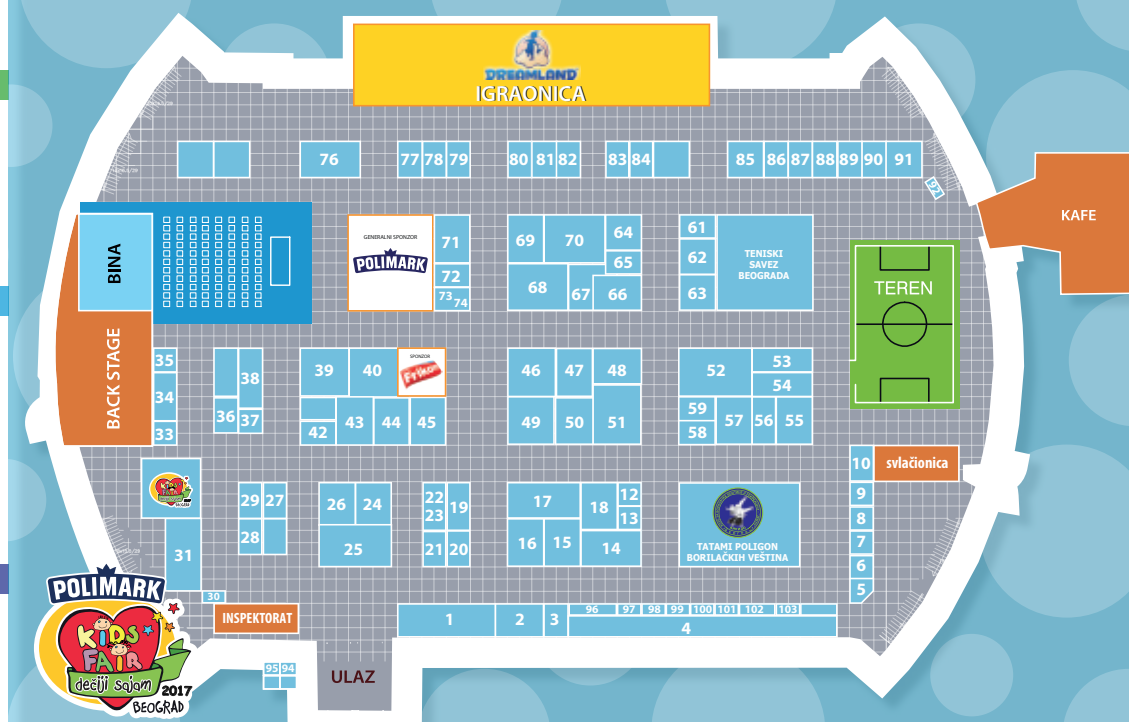 DREAMLAND
IGRAONICA
76
77 78 79
80 81 82
83 84
85 86 87 88 89 90 91
92
KAFE
BINA
BACK STAGE
GENERALNI SPONZOR
POLIMARK
71
72
73 74
69 70 64
65
68 67 66
61
62
63
TENISKI
SAVEZ
BEOGRADA
TEREN
35
34
33
38
36 37
39 40
SPONZOR
Frikom
42 43 44 45
46 47 48
49 50 51
52 53
54
59
58
57 56 55
10
svlačionica
9
8
7
6
5
KIDS
FAIR
BEOGRAD
31
30
29 27
28
26 24
25
22
23
19
21 20
17
18
12
13
16 15 14
TATAMI POLIGON
BORILAČKIH VEŠTINA
INSPEKTORAT
1 2 3
96 97 98 99 100 101 102 103
4
95 94
ULAZ
POLIMARK
KIDS
FAIR
dečiji sajam
2017
BEOGRAD